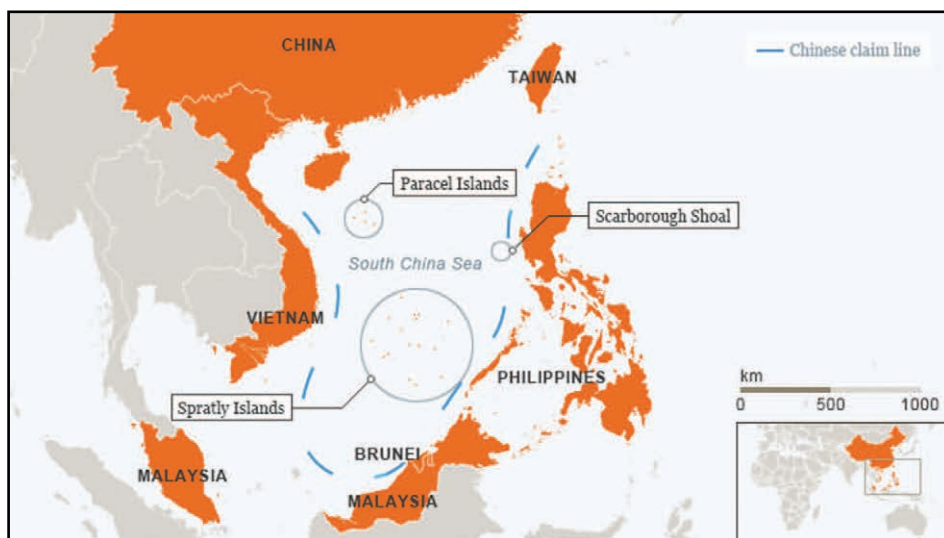 CHINA
Chinese claim line
TAIWAN
Paracel Islands
Scarborough Shoal
South China Sea
VIETNAM
PHILIPPINES
km
0 500 1000
Spratly Islands
BRUNEI
MALAYSIA
MALAYSIA